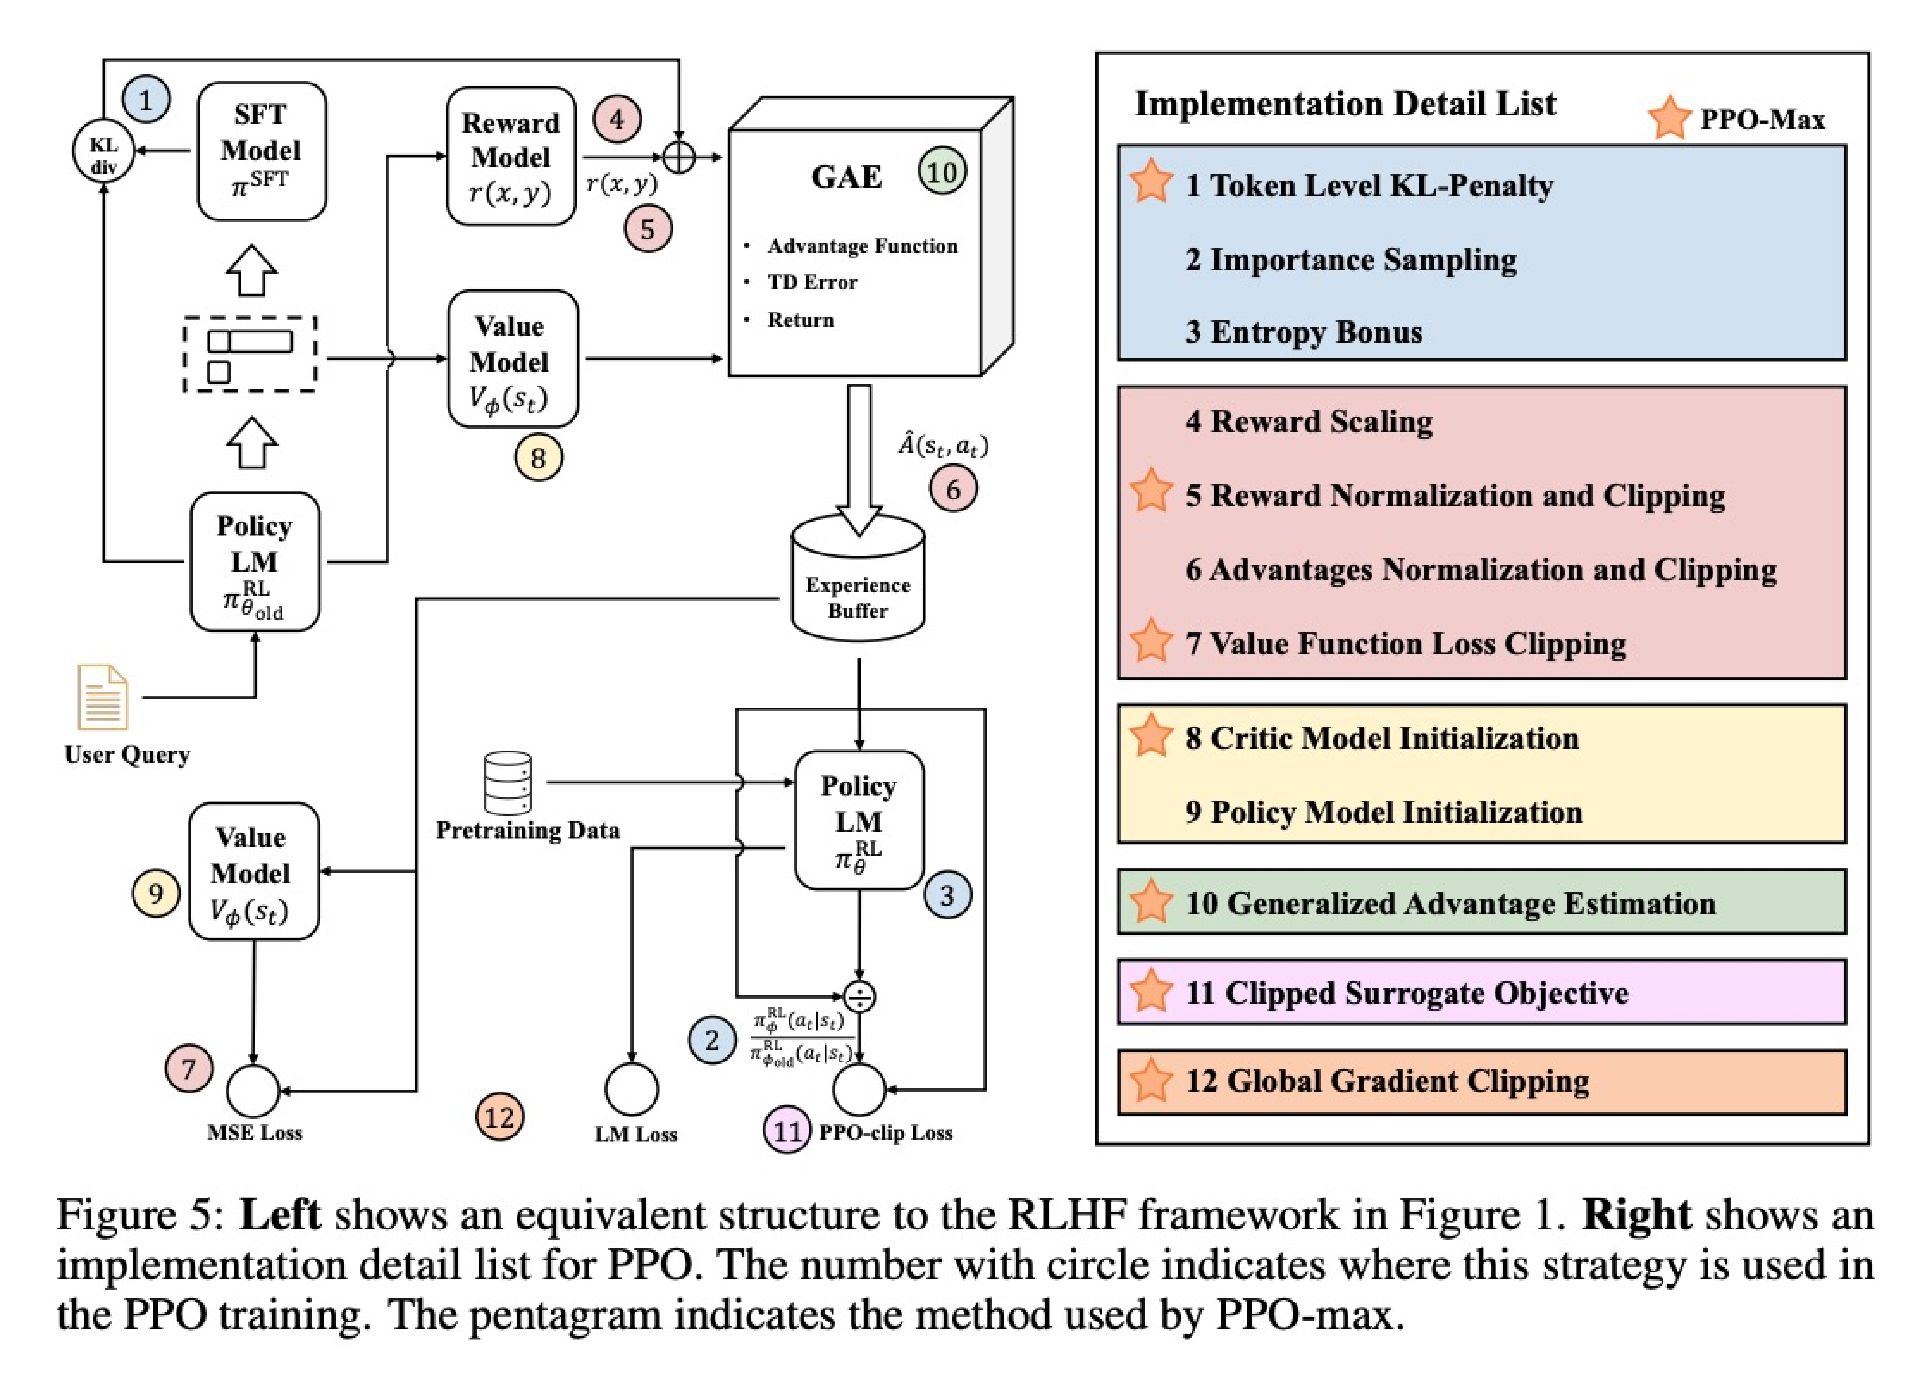 1
SFT
Model
π^SFT
KL
div
Reward
Model
r(x, y)
4
r(x, y)
5
GAE
10
• Advantage Function
• TD Error
• Return
Value
Model
V_ϕ(s_t)
8
Â(s_t, a_t)
6
Policy
LM
π^RL_θold
Experience
Buffer
User Query
Pretraining Data
Policy
LM
π^RL_θ
3
Value
Model
V_ϕ(s_t)
9
÷
2
π^RL_ϕ(a_t|s_t)
π^RL_ϕold(a_t|s_t)
7
MSE Loss
12
LM Loss
11
PPO-clip Loss
Implementation Detail List
PPO-Max
1 Token Level KL-Penalty
2 Importance Sampling
3 Entropy Bonus
4 Reward Scaling
5 Reward Normalization and Clipping
6 Advantages Normalization and Clipping
7 Value Function Loss Clipping
8 Critic Model Initialization
9 Policy Model Initialization
10 Generalized Advantage Estimation
11 Clipped Surrogate Objective
12 Global Gradient Clipping
Figure 5: Left shows an equivalent structure to the RLHF framework in Figure 1. Right shows an
implementation detail list for PPO. The number with circle indicates where this strategy is used in
the PPO training. The pentagram indicates the method used by PPO-max.